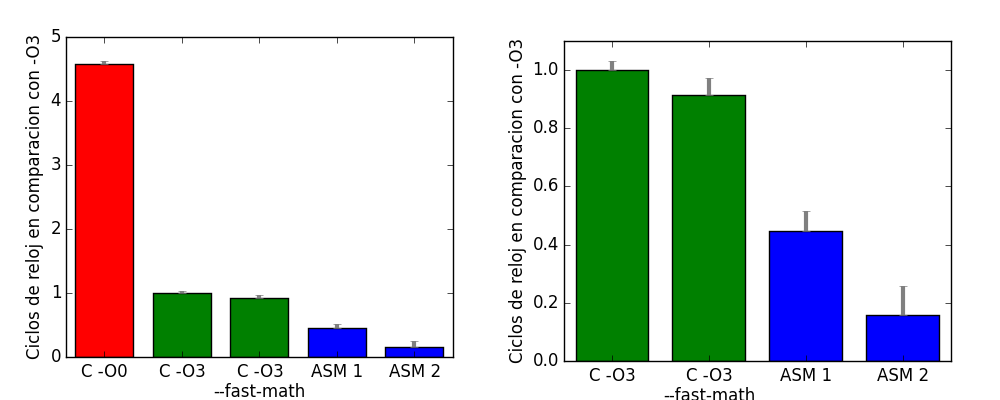 Ciclos de reloj en comparacion con -O3
5
4
3
2
1
0
C -O0 C -O3 C -O3 ASM 1 ASM 2
--fast-math
Ciclos de reloj en comparacion con -O3
1.0
0.8
0.6
0.4
0.2
0.0
C -O3 C -O3 ASM 1 ASM 2
--fast-math